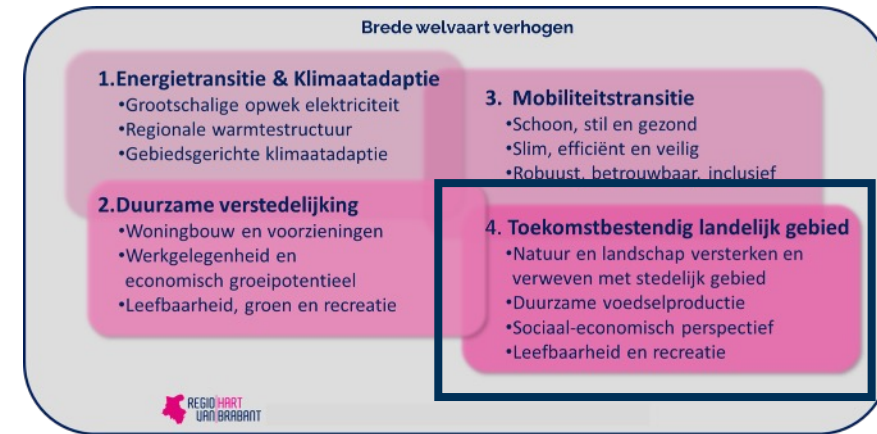 Brede welvaart verhogen
1.Energietransitie & Klimaatadaptie
•Grootschalige opwek elektriciteit
•Regionale warmtestructuur
•Gebiedsgerichte klimaatadaptie
2.Duurzame verstedelijking
•Woningbouw en voorzieningen
•Werkgelegenheid en
economisch groeipotentieel
•Leefbaarheid, groen en recreatie
3. Mobiliteitstransitie
•Schoon, stil en gezond
•Slim, efficiënt en veilig
•Robuust, betrouwbaar, inclusief
4. Toekomstbestendig landelijk gebied
•Natuur en landschap versterken en
verweven met stedelijk gebied
•Duurzame voedselproductie
•Sociaal-economisch perspectief
•Leefbaarheid en recreatie
REGIO HART
VAN BRABANT